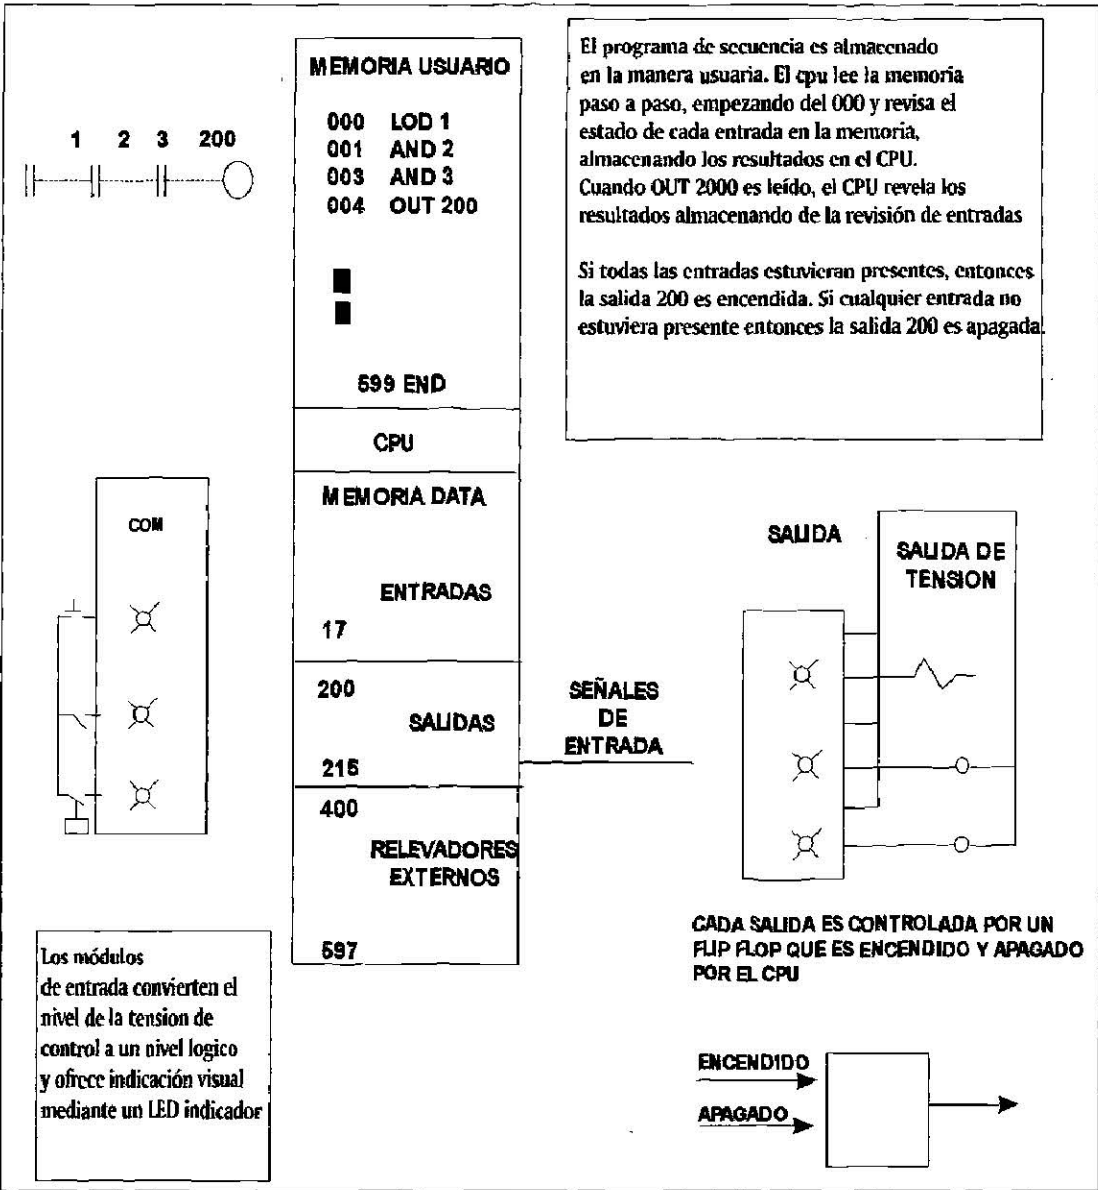 1 2 3 200
MEMORIA USUARIO
000 LOD 1
001 AND 2
003 AND 3
004 OUT 200
599 END
CPU
MEMORIA DATA
ENTRADAS
17
200
SALIDAS
215
400
RELEVADORES
EXTERNOS
597
El programa de secuencia es almacenado
en la manera usuaria. El cpu lee la memoria
paso a paso, empezando del 000 y revisa el
estado de cada entrada en la memoria,
almacenando los resultados en el CPU.
Cuando OUT 2000 es leído, el CPU revela los
resultados almacenando de la revisión de entradas
Si todas las entradas estuvieran presentes, entonces
la salida 200 es encendida. Si cualquier entrada no
estuviera presente entonces la salida 200 es apagada.
COM
SEÑALES
DE
ENTRADA
SALIDA
SALIDA DE
TENSION
CADA SALIDA ES CONTROLADA POR UN
FLIP FLOP QUE ES ENCENDIDO Y APAGADO
POR EL CPU
Los módulos
de entrada convierten el
nivel de la tension de
control a un nivel logico
y ofrece indicación visual
mediante un LED indicador
ENCENDIDO
APAGADO